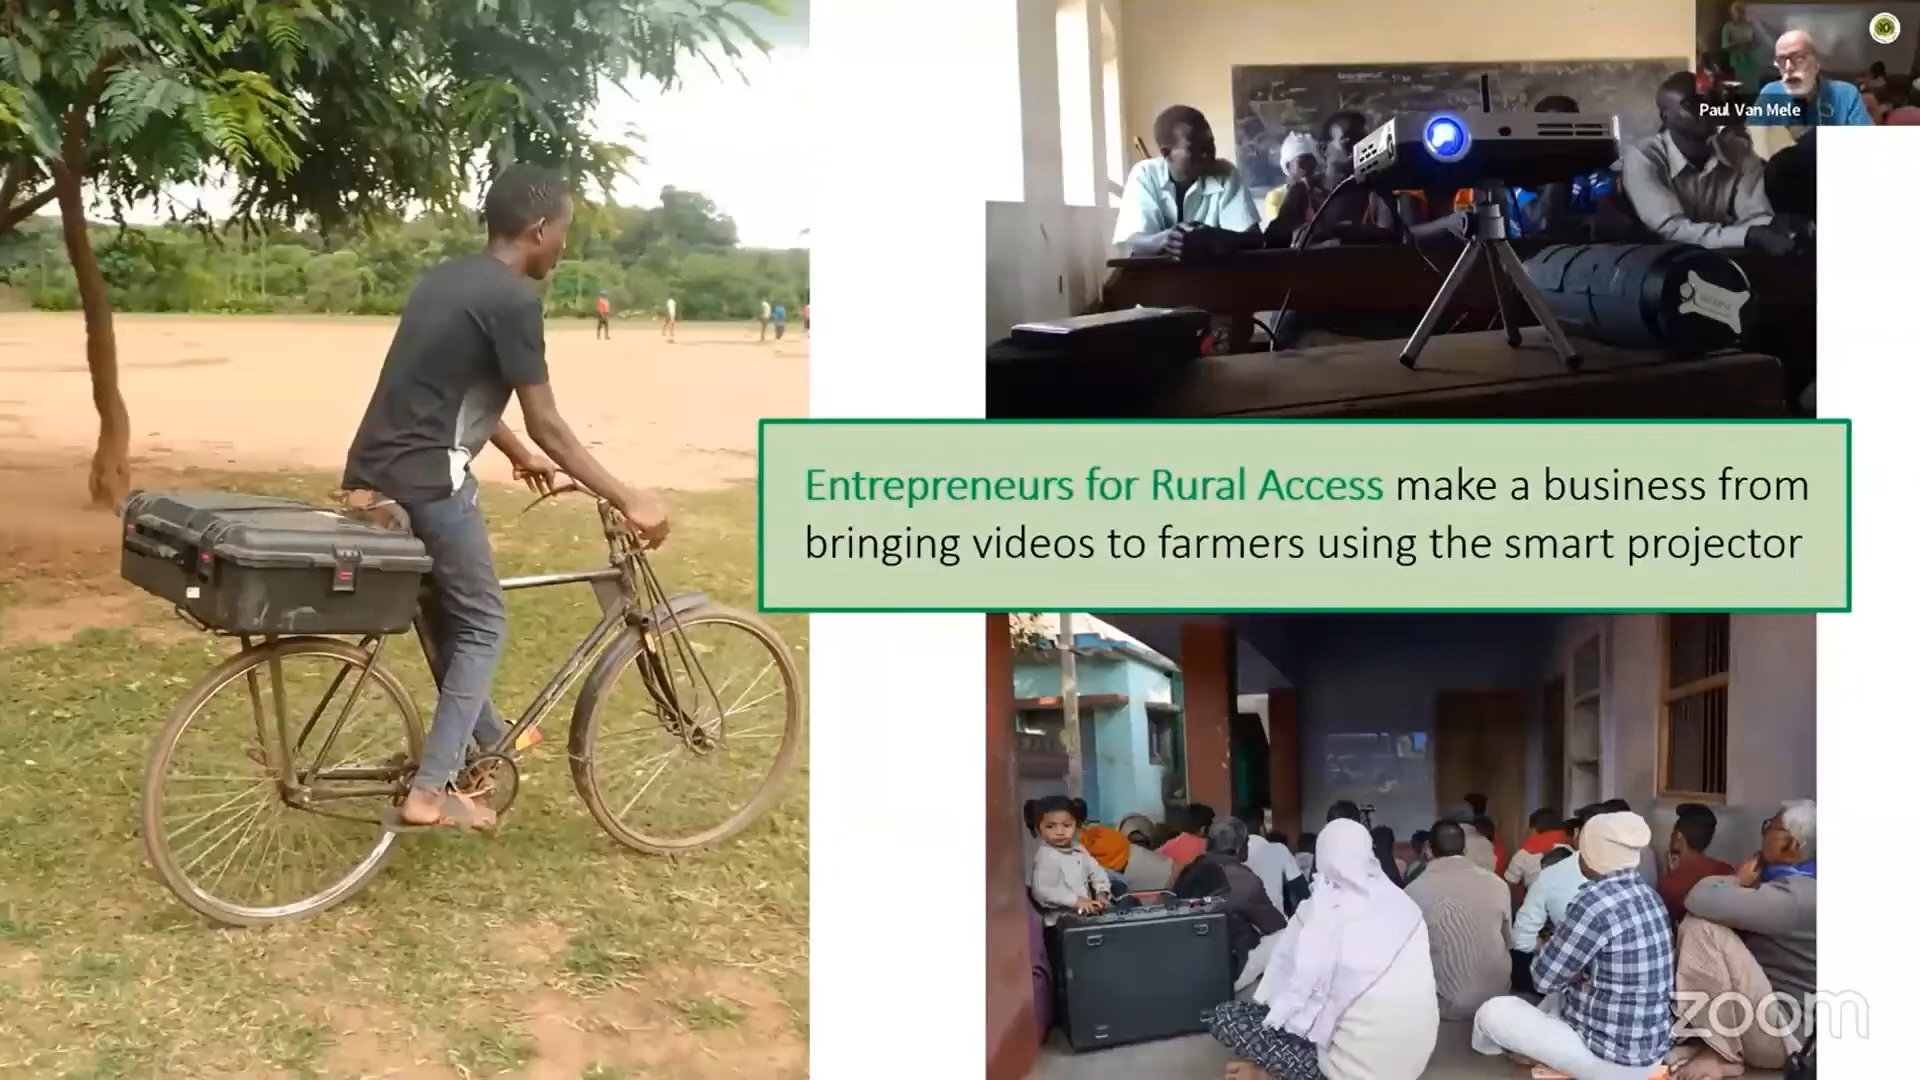 Paul Van Mele
Entrepreneurs for Rural Access make a business from
bringing videos to farmers using the smart projector
zoom